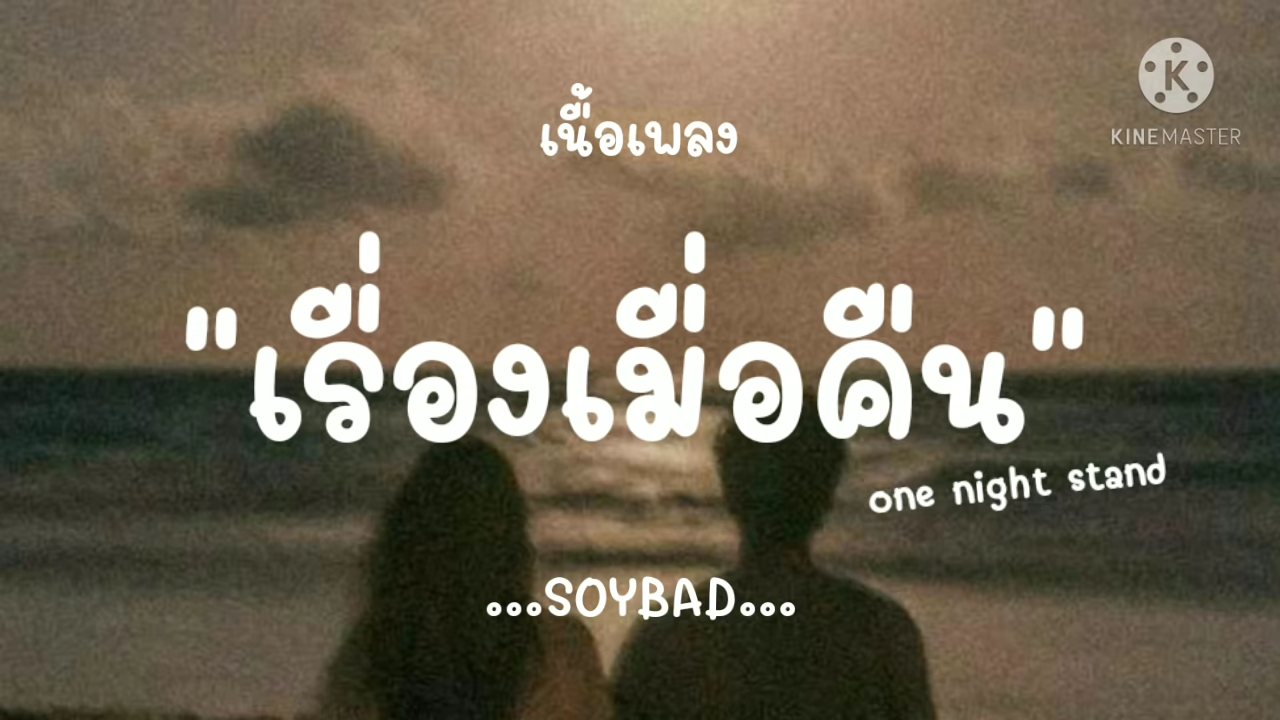 KINEMASTER
เนื้อเพลง
"เรื่องเมื่อคืน"
one night stand
...SOYBAD...